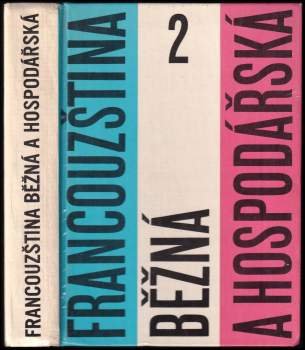 FRANCOUZŠTINA BĚŽNÁ A HOSPODÁŘSKÁ
FRANCOUZŠTINA
2
BĚŽNÁ
A HOSPODÁŘSKÁ